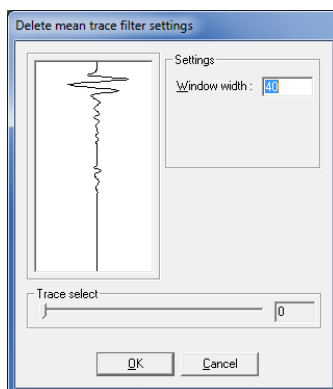 Delete mean trace filter settings
Settings
Window width : 40
Trace select
0
OK
Cancel